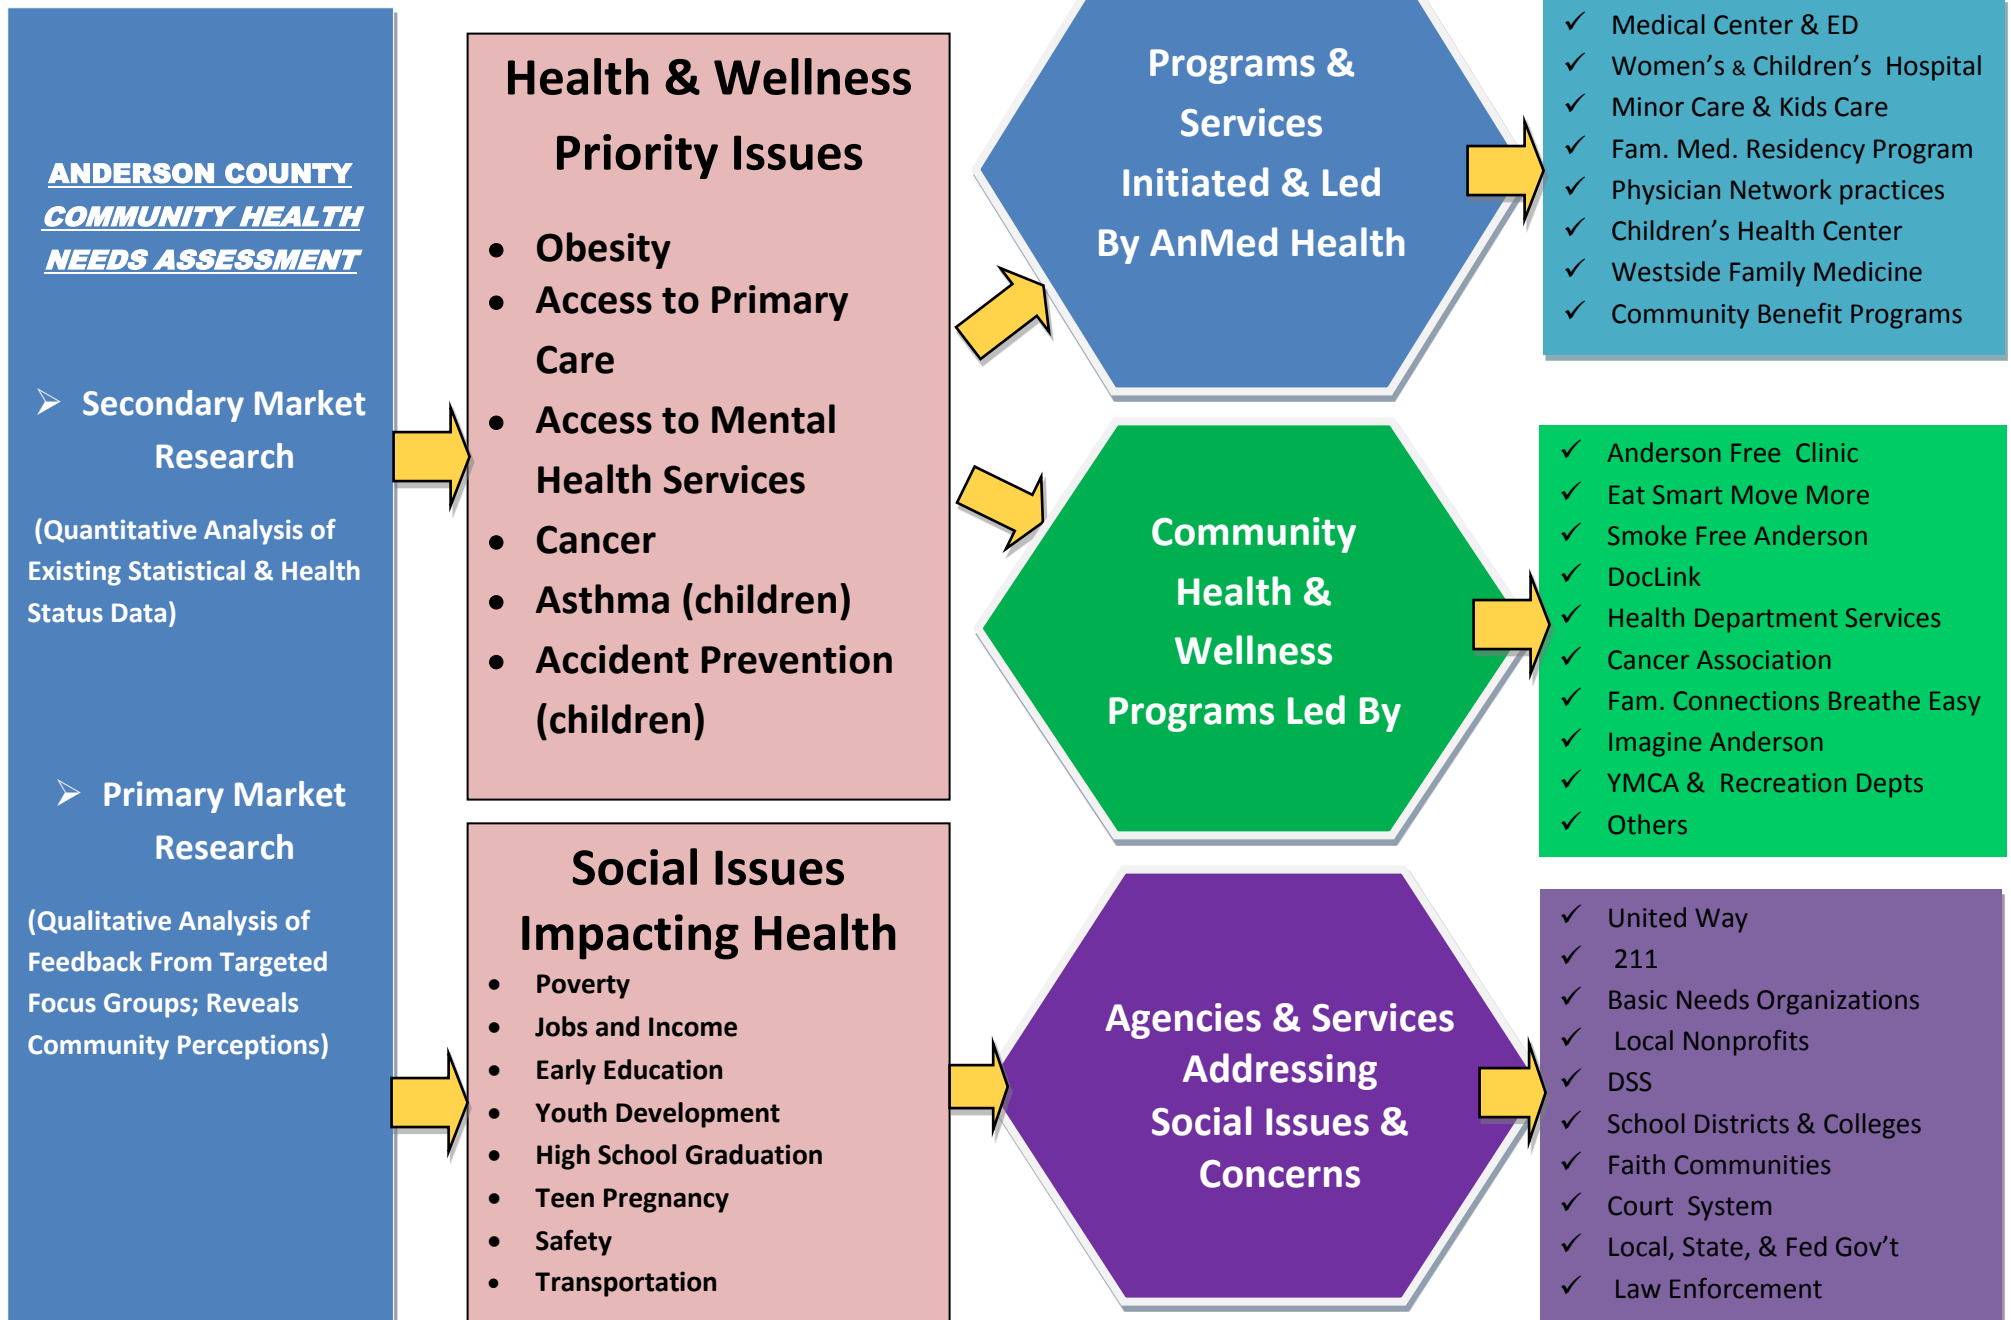 ANDERSON COUNTY
COMMUNITY HEALTH
NEEDS ASSESSMENT
Secondary Market
Research
(Quantitative Analysis of
Existing Statistical & Health
Status Data)
Primary Market
Research
(Qualitative Analysis of
Feedback From Targeted
Focus Groups; Reveals
Community Perceptions)
Health & Wellness
Priority Issues
Obesity
Access to Primary
Care
Access to Mental
Health Services
Cancer
Asthma (children)
Accident Prevention
(children)
Social Issues
Impacting Health
Poverty
Jobs and Income
Early Education
Youth Development
High School Graduation
Teen Pregnancy
Safety
Transportation
Programs &
Services
Initiated & Led
By AnMed Health
Medical Center & ED
Women's & Children's Hospital
Minor Care & Kids Care
Fam. Med. Residency Program
Physician Network practices
Children's Health Center
Westside Family Medicine
Community Benefit Programs
Community
Health &
Wellness
Programs Led By
Anderson Free Clinic
Eat Smart Move More
Smoke Free Anderson
DocLink
Health Department Services
Cancer Association
Fam. Connections Breathe Easy
Imagine Anderson
YMCA & Recreation Depts
Others
Agencies & Services
Addressing
Social Issues &
Concerns
United Way
211
Basic Needs Organizations
Local Nonprofits
DSS
School Districts & Colleges
Faith Communities
Court System
Local, State, & Fed Gov't
Law Enforcement